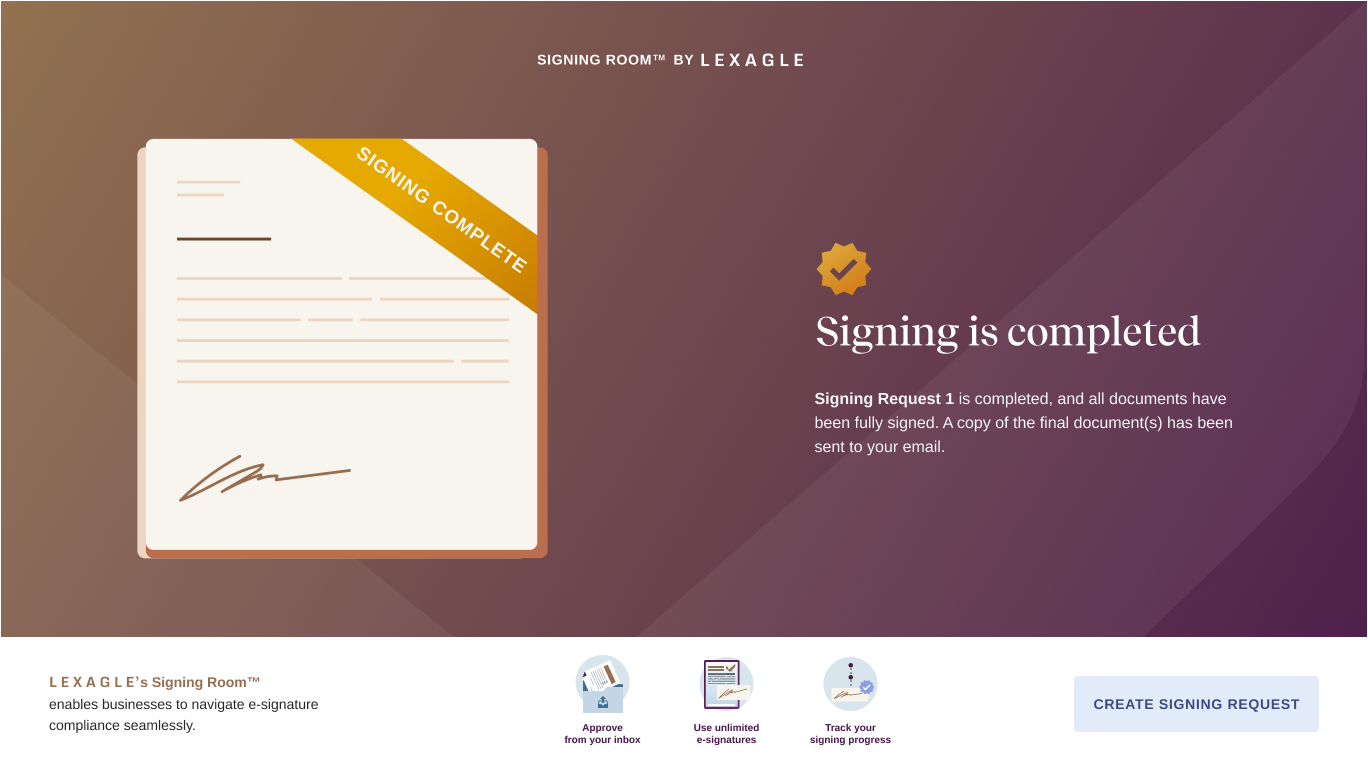 SIGNING ROOM™ BY LEXAGLE
SIGNING COMPLETE
Signing is completed
Signing Request 1 is completed, and all documents have
been fully signed. A copy of the final document(s) has been
sent to your email.
LEXAGLE's Signing Room™
enables businesses to navigate e-signature
compliance seamlessly.
Approve
from your inbox
Use unlimited
e-signatures
Track your
signing progress
CREATE SIGNING REQUEST